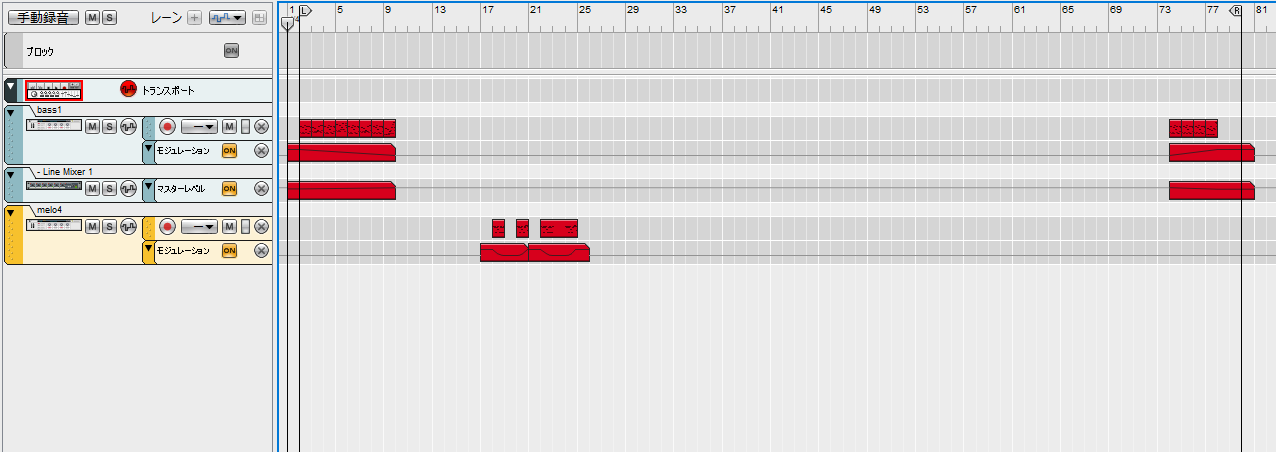 手動録音 M S レーン + 1 L 5 9 13 17 21 25 29 33 37 41 45 49 53 57 61 65 69 73 77 R 81
ブロック ON
トランスポート
bass1
M S M
モジュレーション ON
- Line Mixer 1
M S マスターレベル ON
melo4
M S M
モジュレーション ON